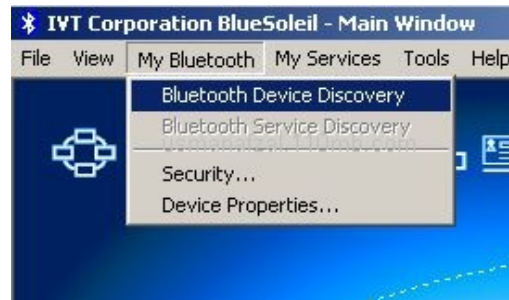 IVT Corporation BlueSoleil - Main Window
File View My Bluetooth My Services Tools Help
Bluetooth Device Discovery
Bluetooth Service Discovery
Security...
Device Properties...